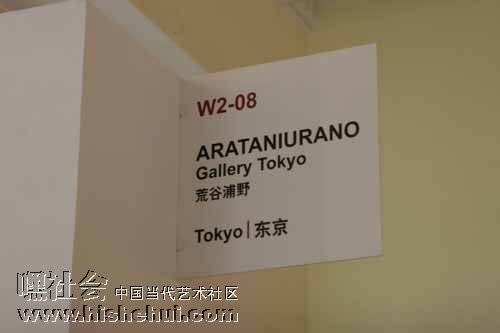 W2-08
ARATANIURANO
Gallery Tokyo
荒谷浦野
Tokyo|东京
嘿社会 中国当代艺术社区
www.hishehui.com